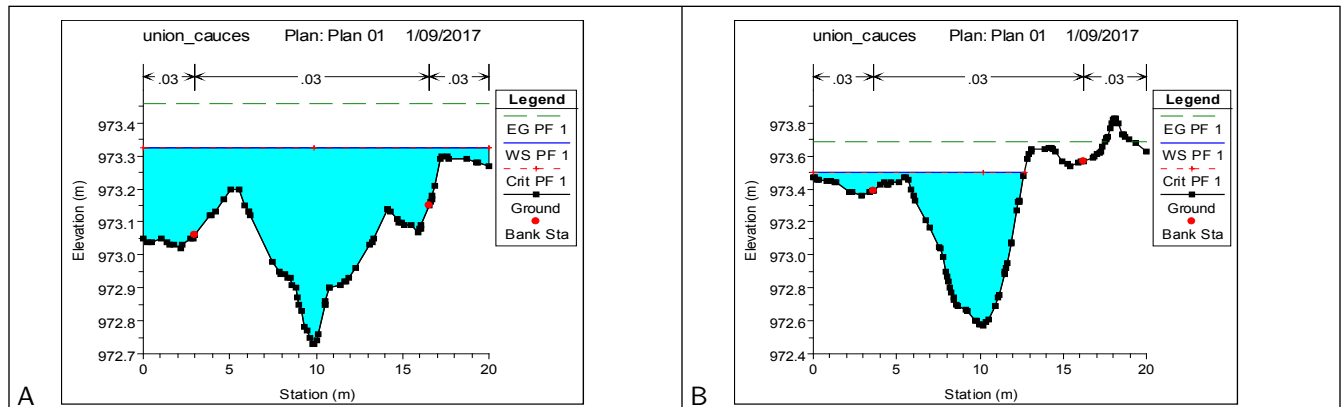 union_cauces Plan: Plan 01 1/09/2017
.03 .03 .03
Legend
EG PF 1
WS PF 1
Crit PF 1
Ground
Bank Sta
973.4
973.3
973.2
973.1
973.0
972.9
972.8
972.7
Elevation (m)
0 5 10 15 20
Station (m)
A
union_cauces Plan: Plan 01 1/09/2017
.03 .03 .03
Legend
EG PF 1
WS PF 1
Crit PF 1
Ground
Bank Sta
973.8
973.6
973.4
973.2
973.0
972.8
972.6
972.4
Elevation (m)
0 5 10 15 20
Station (m)
B